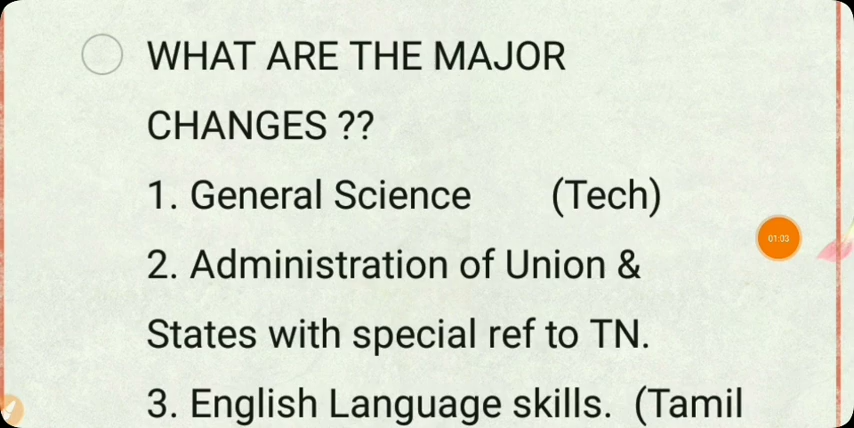 WHAT ARE THE MAJOR
CHANGES ??
1. General Science (Tech)
2. Administration of Union &
States with special ref to TN.
3. English Language skills. (Tamil
01:03